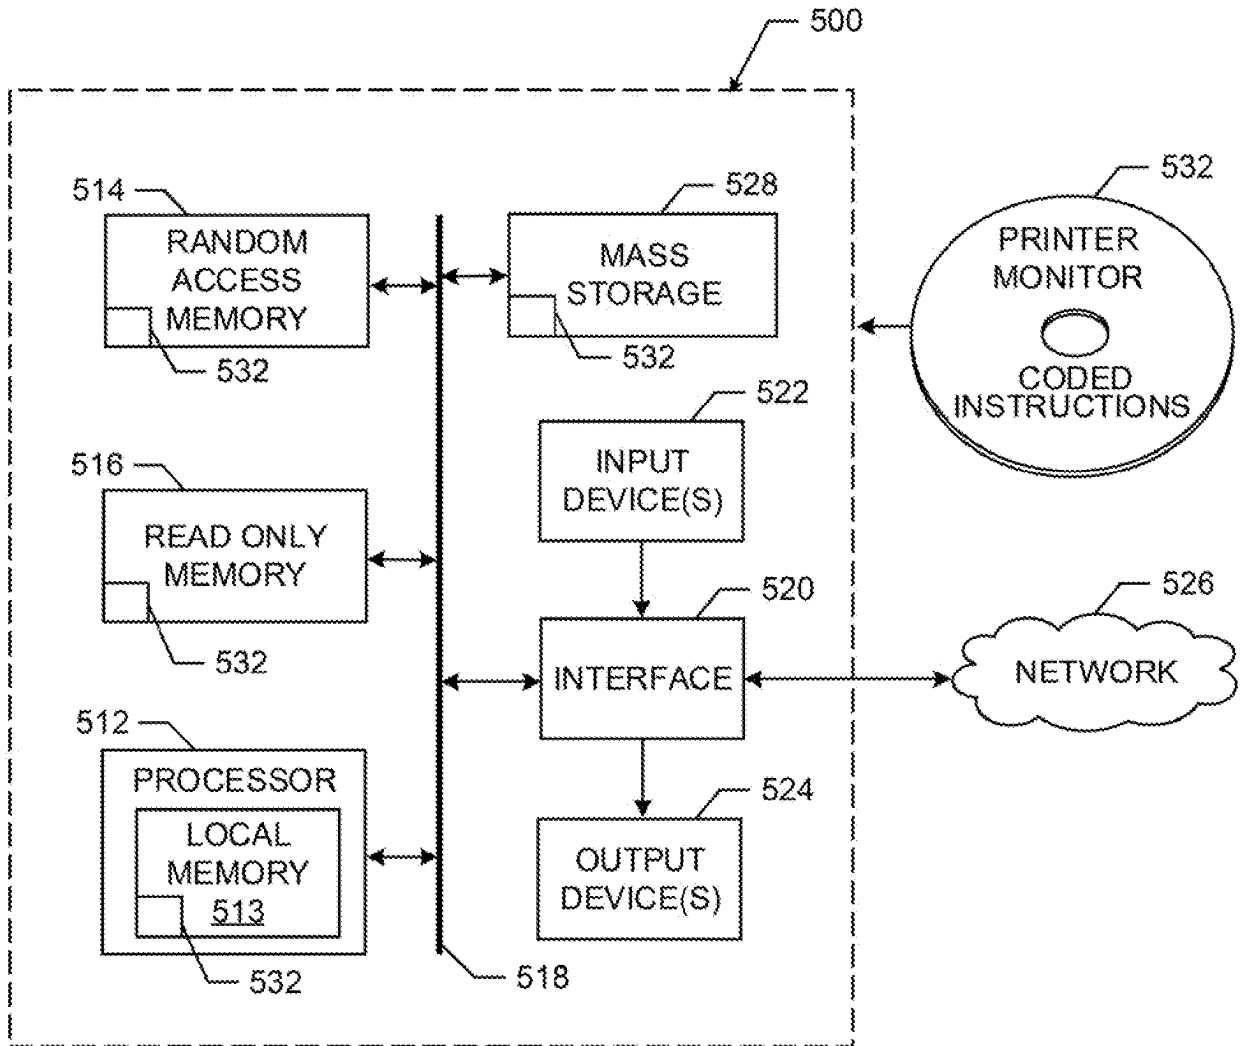 500
514
RANDOM
ACCESS
MEMORY
532
528
MASS
STORAGE
532
532
PRINTER
MONITOR
CODED
INSTRUCTIONS
522
INPUT
DEVICE(S)
516
READ ONLY
MEMORY
532
520
INTERFACE
526
NETWORK
512
PROCESSOR
LOCAL
MEMORY
513
532
524
OUTPUT
DEVICE(S)
518